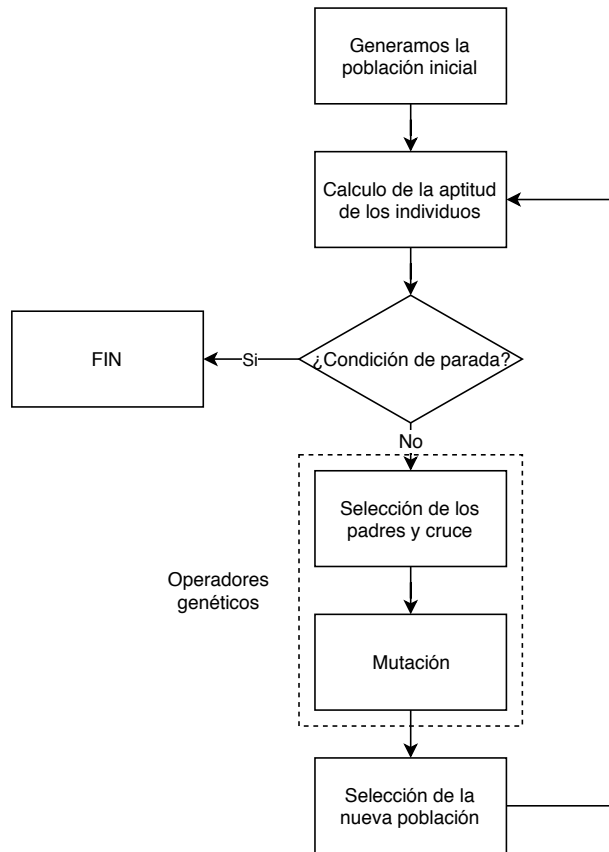 Generamos la
población inicial
Calculo de la aptitud
de los individuos
¿Condición de parada?
Si
FIN
No
Selección de los
padres y cruce
Operadores
genéticos
Mutación
Selección de la
nueva población